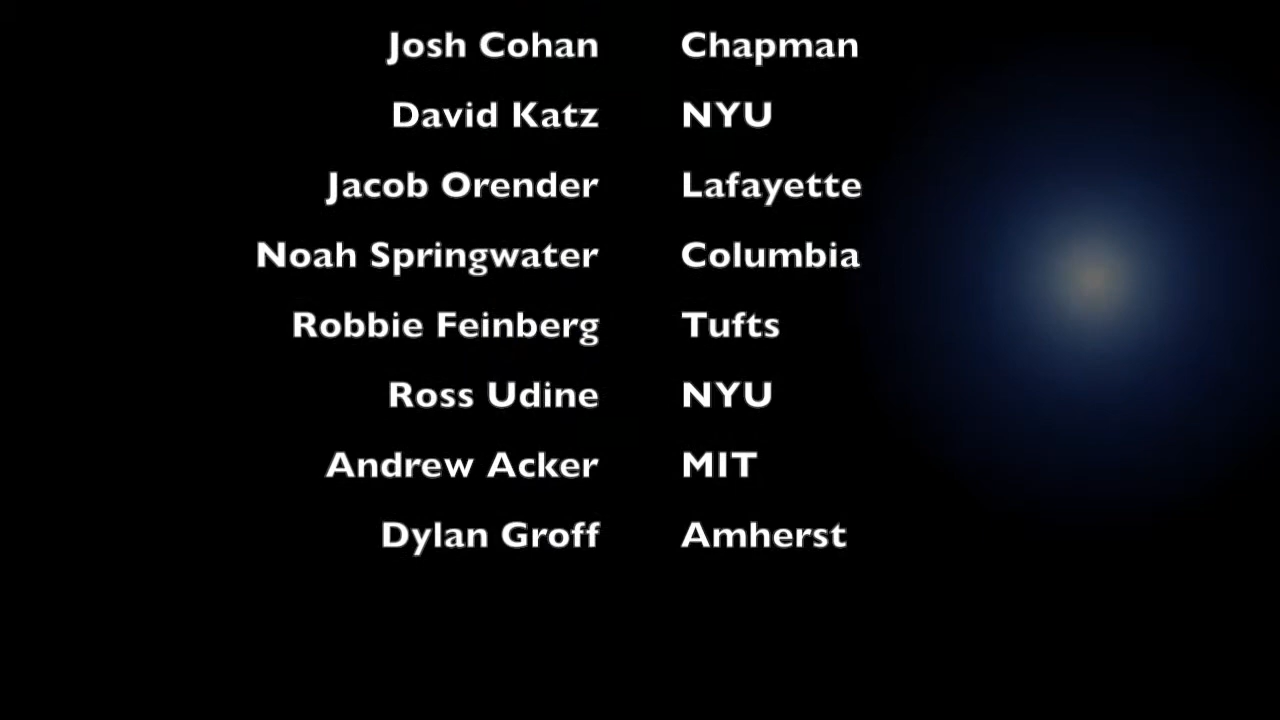 Josh Cohan Chapman
David Katz NYU
Jacob Orender Lafayette
Noah Springwater Columbia
Robbie Feinberg Tufts
Ross Udine NYU
Andrew Acker MIT
Dylan Groff Amherst